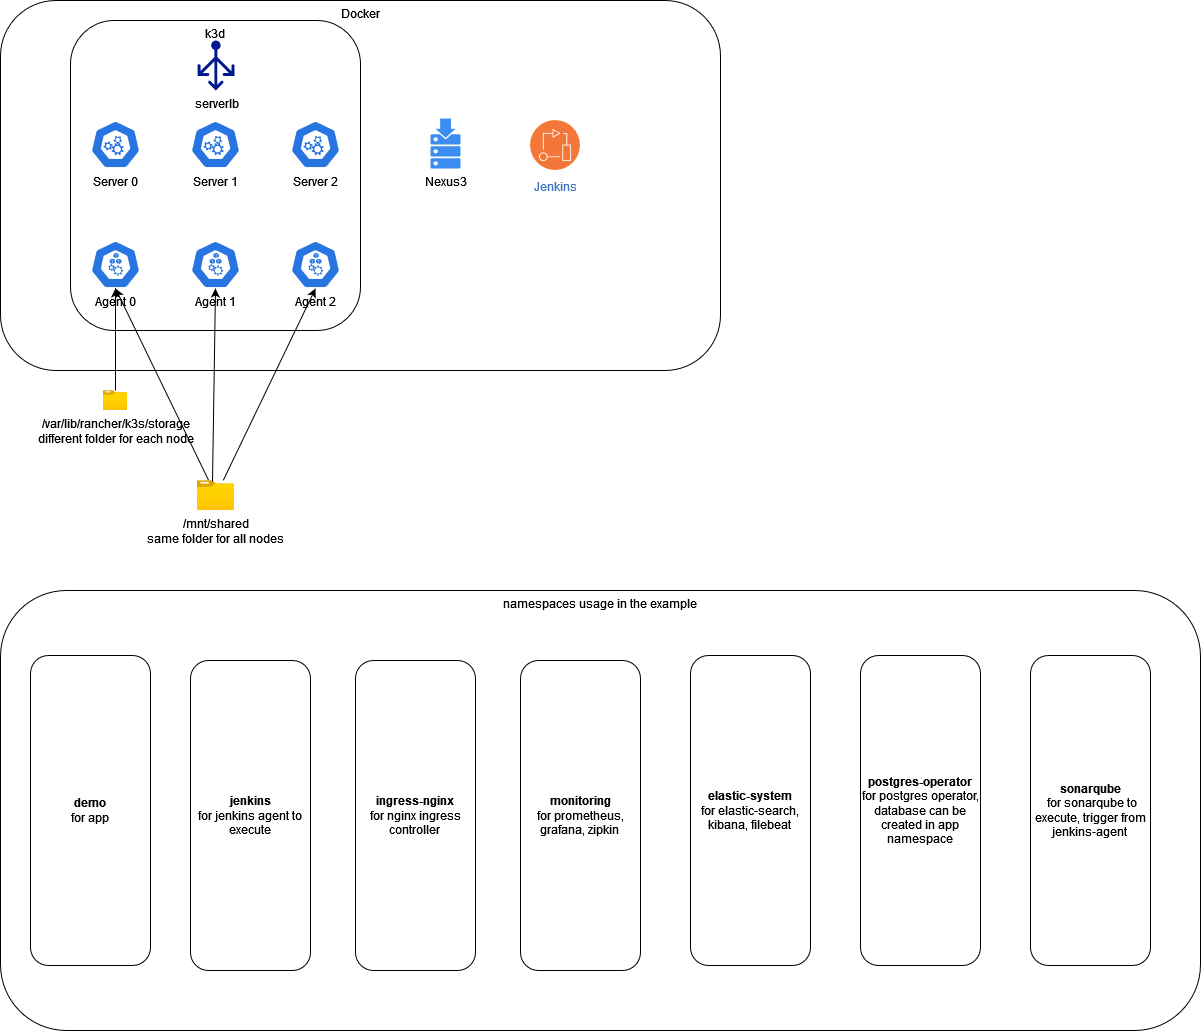 Docker
k3d
serverlb
Server 0
Server 1
Server 2
Nexus3
Jenkins
Agent 0
Agent 1
Agent 2
/var/lib/rancher/k3s/storage
different folder for each node
/mnt/shared
same folder for all nodes
namespaces usage in the example
demo
for app
jenkins
for jenkins agent to
execute
ingress-nginx
for nginx ingress
controller
monitoring
for prometheus,
grafana, zipkin
elastic-system
for elastic-search,
kibana, filebeat
postgres-operator
for postgres operator,
database can be
created in app
namespace
sonarqube
for sonarqube to
execute, trigger from
jenkins-agent